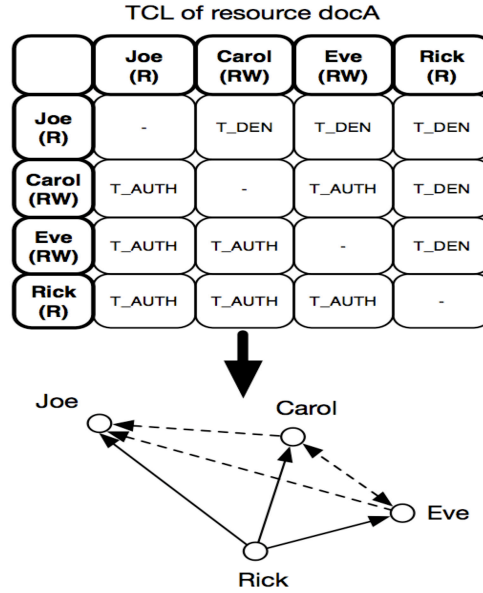 TCL of resource docA
Joe (R) Carol (RW) Eve (RW) Rick (R)
Joe (R) - T_DEN T_DEN T_DEN
Carol (RW) T_AUTH - T_AUTH T_DEN
Eve (RW) T_AUTH T_AUTH - T_DEN
Rick (R) T_AUTH T_AUTH T_AUTH -
Joe
Carol
Eve
Rick